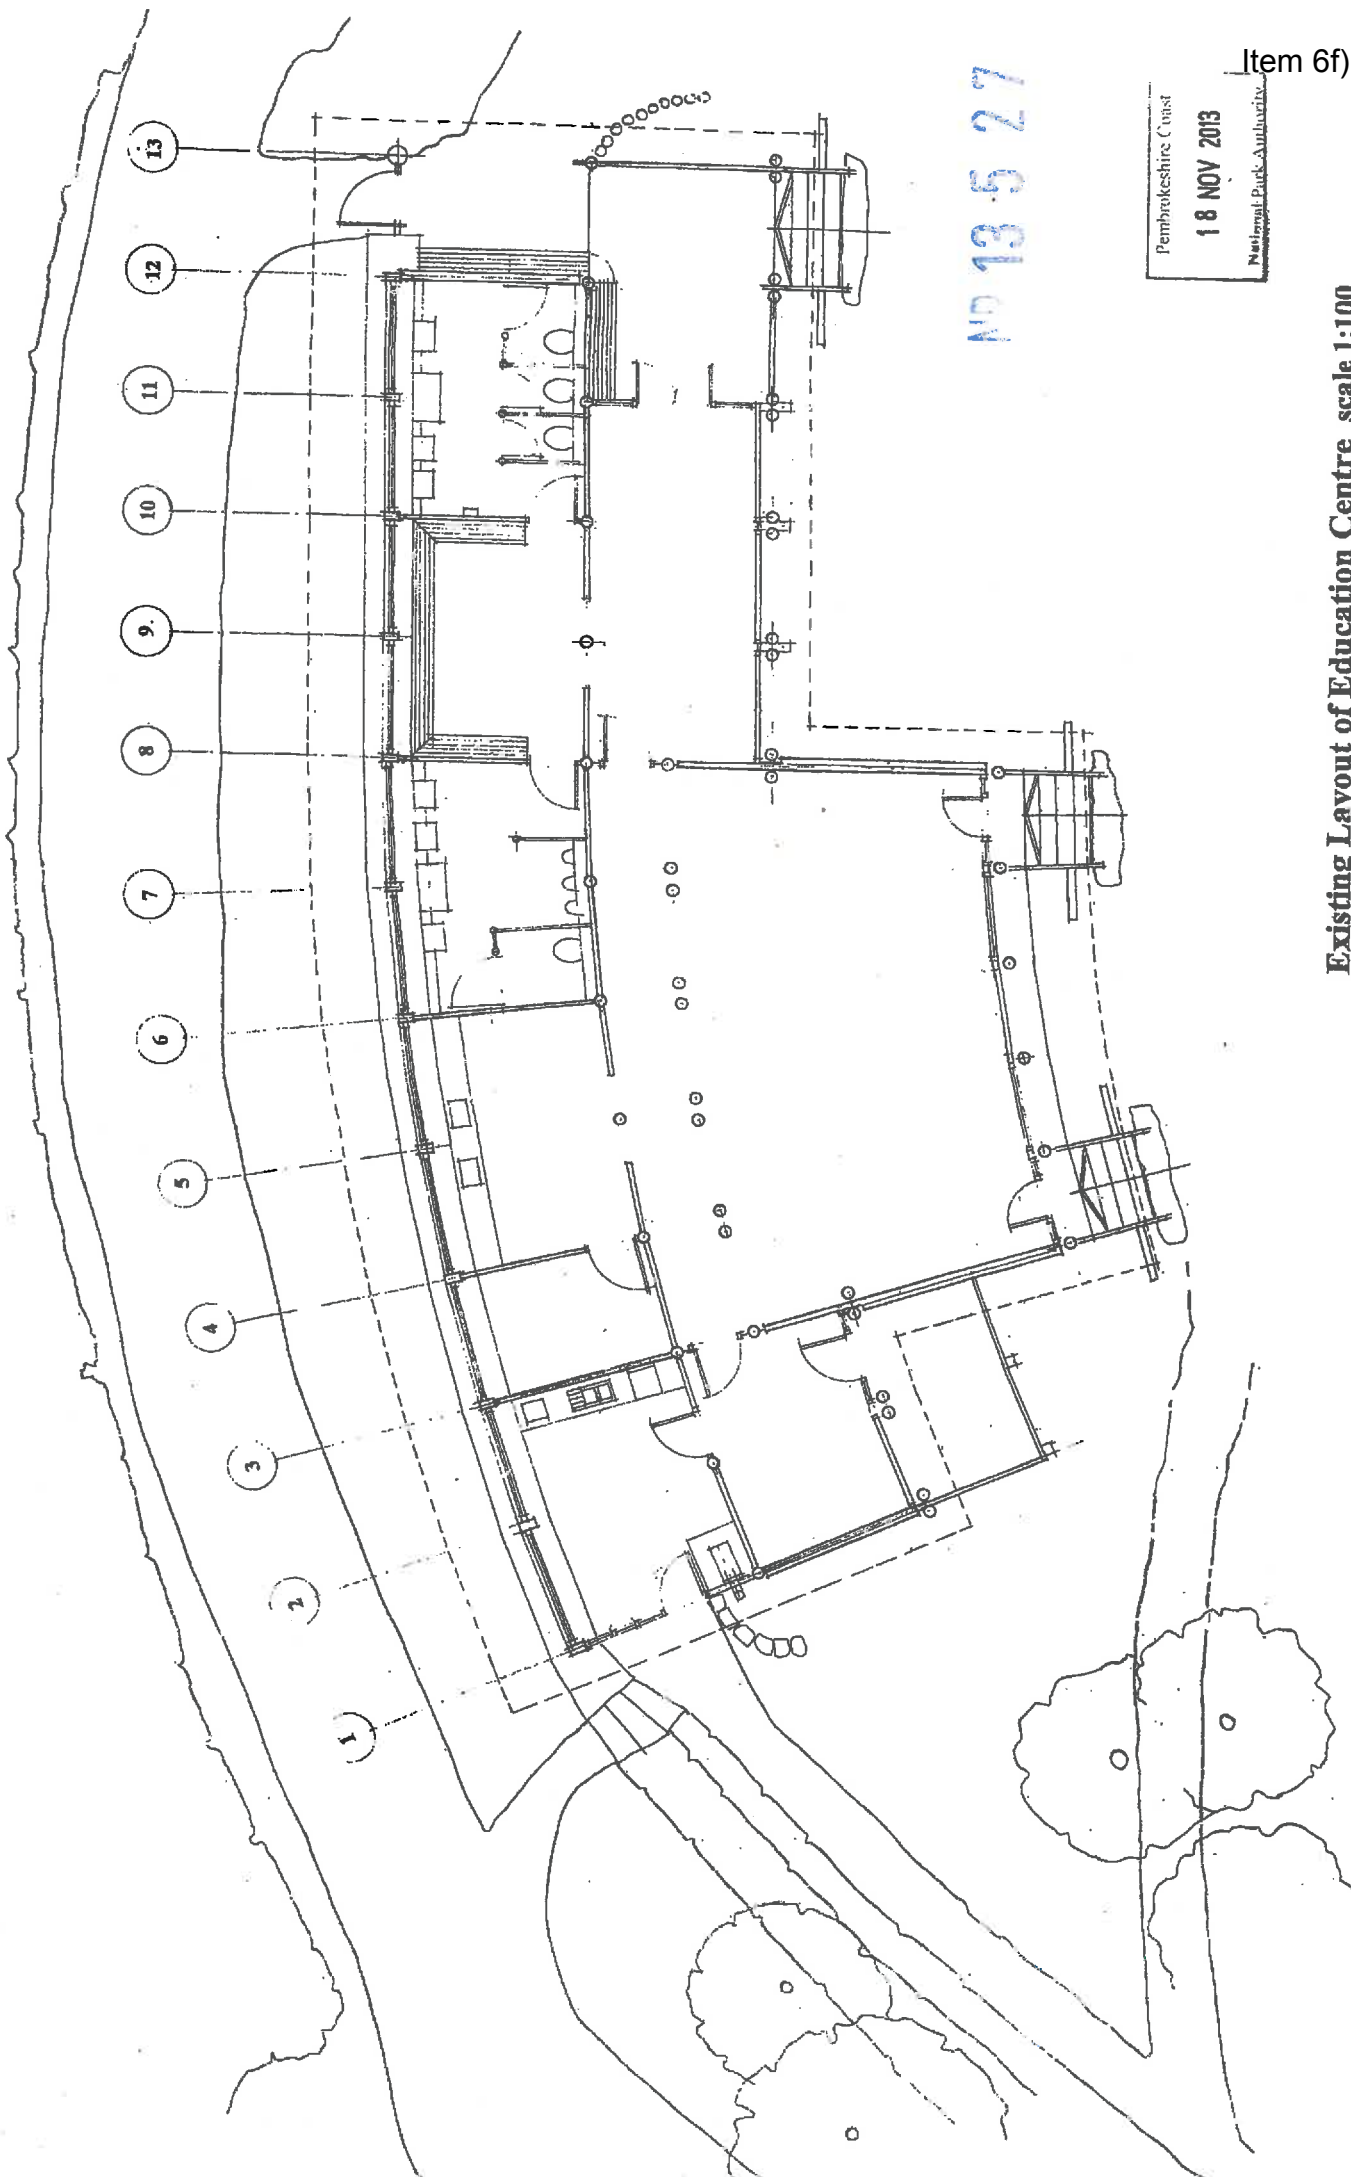 Item 6f)
NP 13 5 27
Pembrokeshire Coast
18 NOV 2013
National Park Authority
Existing Layout of Education Centre scale 1:100
1
2
3
4
5
6
7
8
9.
10
11
12
13